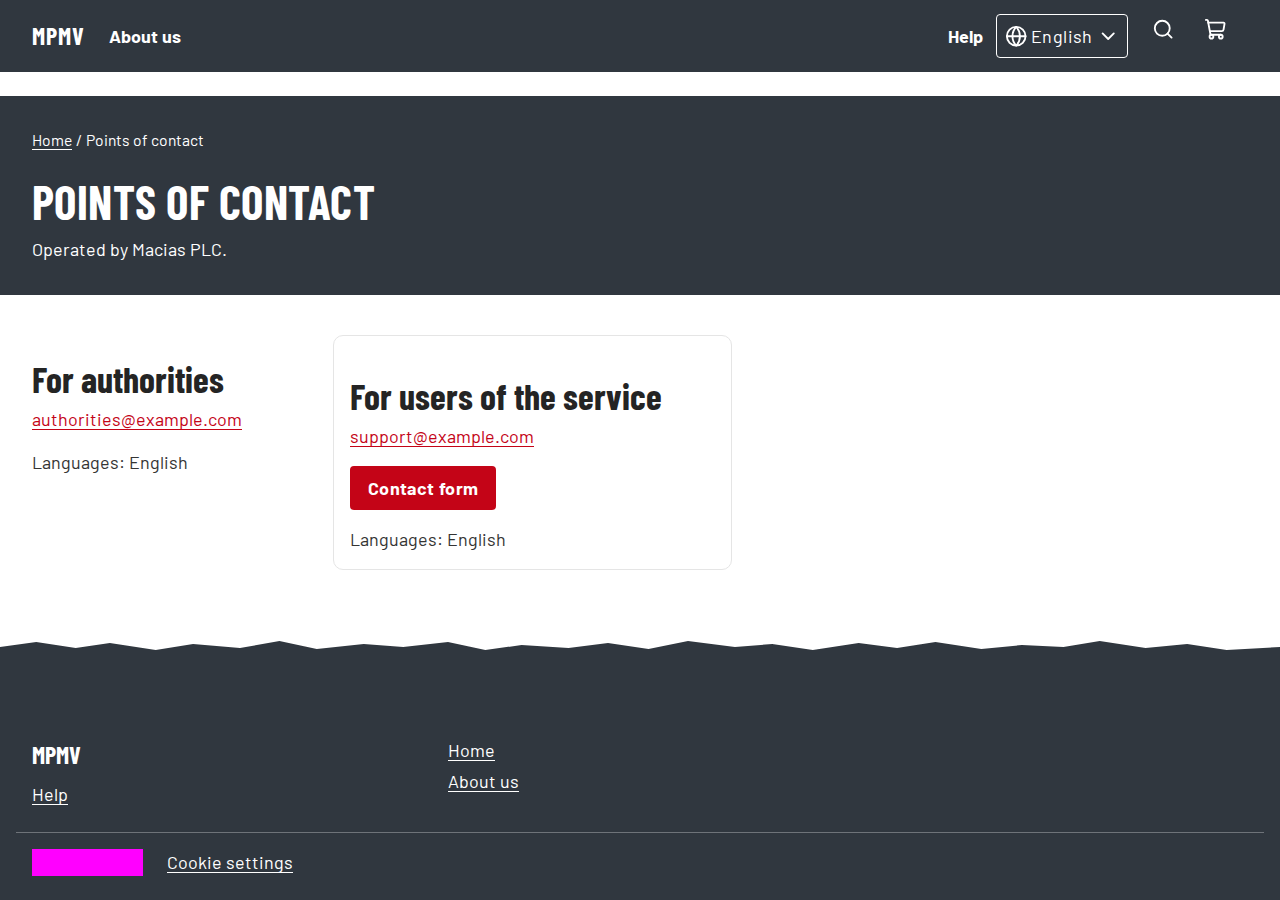 MPMV About us Help English
Home / Points of contact
POINTS OF CONTACT
Operated by Macias PLC.
For authorities
authorities@example.com
Languages: English
For users of the service
support@example.com
Contact form
Languages: English
MPMV
Help
Home
About us
Cookie settings